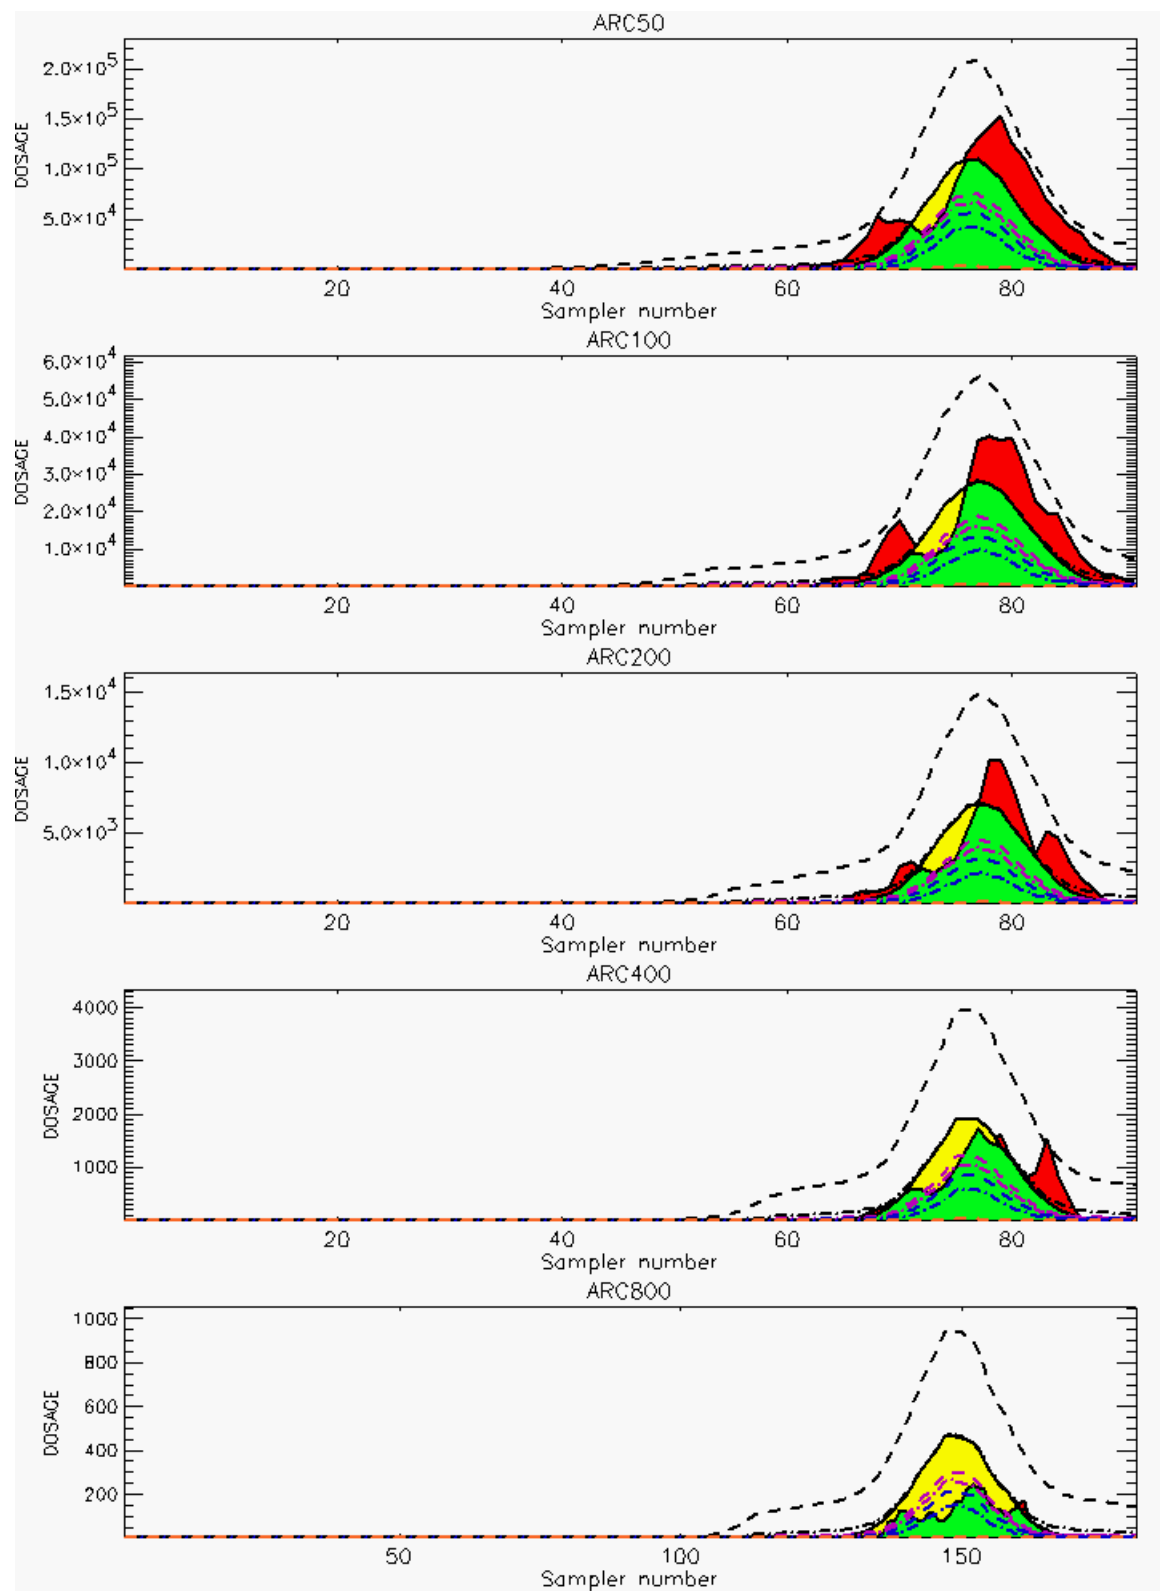 ARC50
2.0×10^5
1.5×10^5
1.0×10^5
5.0×10^4
DOSAGE
20 40 60 80
Sampler number
ARC100
6.0×10^4
5.0×10^4
4.0×10^4
3.0×10^4
2.0×10^4
1.0×10^4
DOSAGE
20 40 60 80
Sampler number
ARC200
1.5×10^4
1.0×10^4
5.0×10^3
DOSAGE
20 40 60 80
Sampler number
ARC400
4000
3000
2000
1000
DOSAGE
20 40 60 80
Sampler number
ARC800
1000
800
600
400
200
DOSAGE
50 100 150
Sampler number